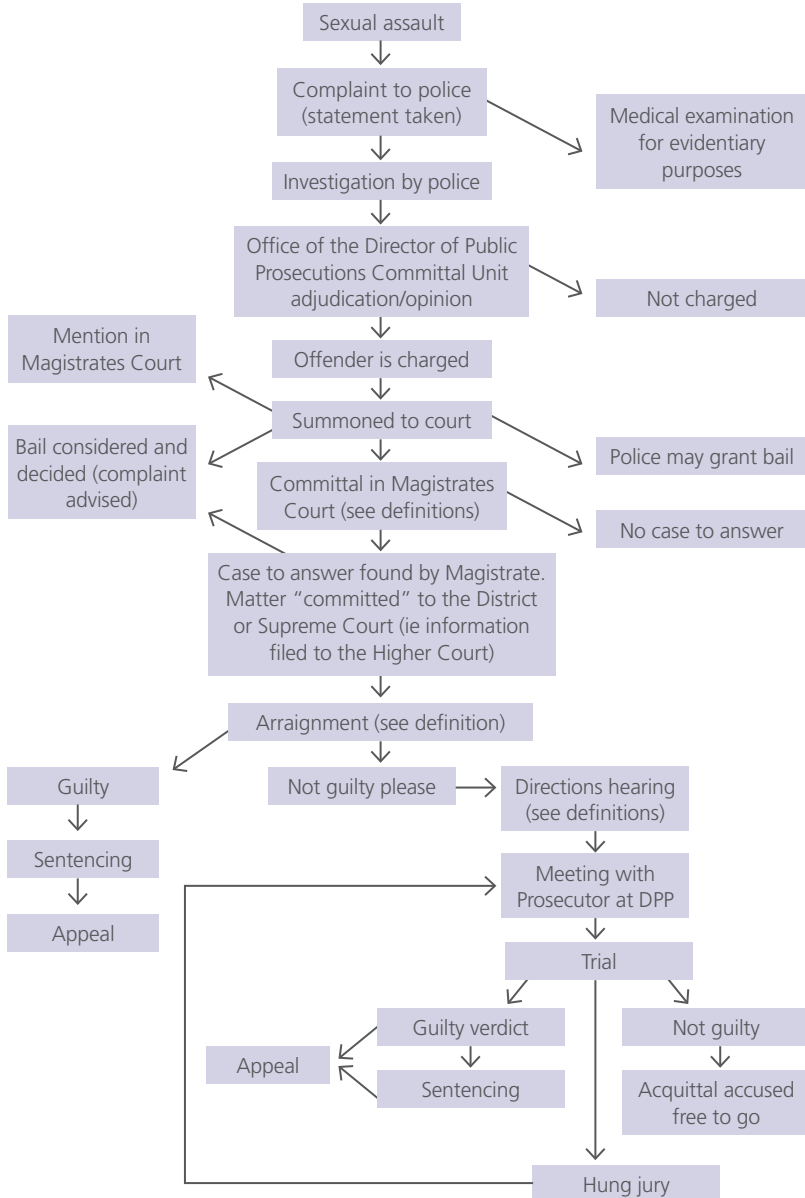 Sexual assault
Complaint to police
(statement taken)
Medical examination
for evidentiary
purposes
Investigation by police
Office of the Director of Public
Prosecutions Committal Unit
adjudication/opinion
Not charged
Mention in
Magistrates Court
Offender is charged
Summoned to court
Bail considered and
decided (complaint
advised)
Police may grant bail
Committal in Magistrates
Court (see definitions)
No case to answer
Case to answer found by Magistrate.
Matter “committed” to the District
or Supreme Court (ie information
filed to the Higher Court)
Arraignment (see definition)
Guilty
Not guilty please
Directions hearing
(see definitions)
Sentencing
Meeting with
Prosecutor at DPP
Appeal
Trial
Guilty verdict
Not guilty
Appeal
Sentencing
Acquittal accused
free to go
Hung jury